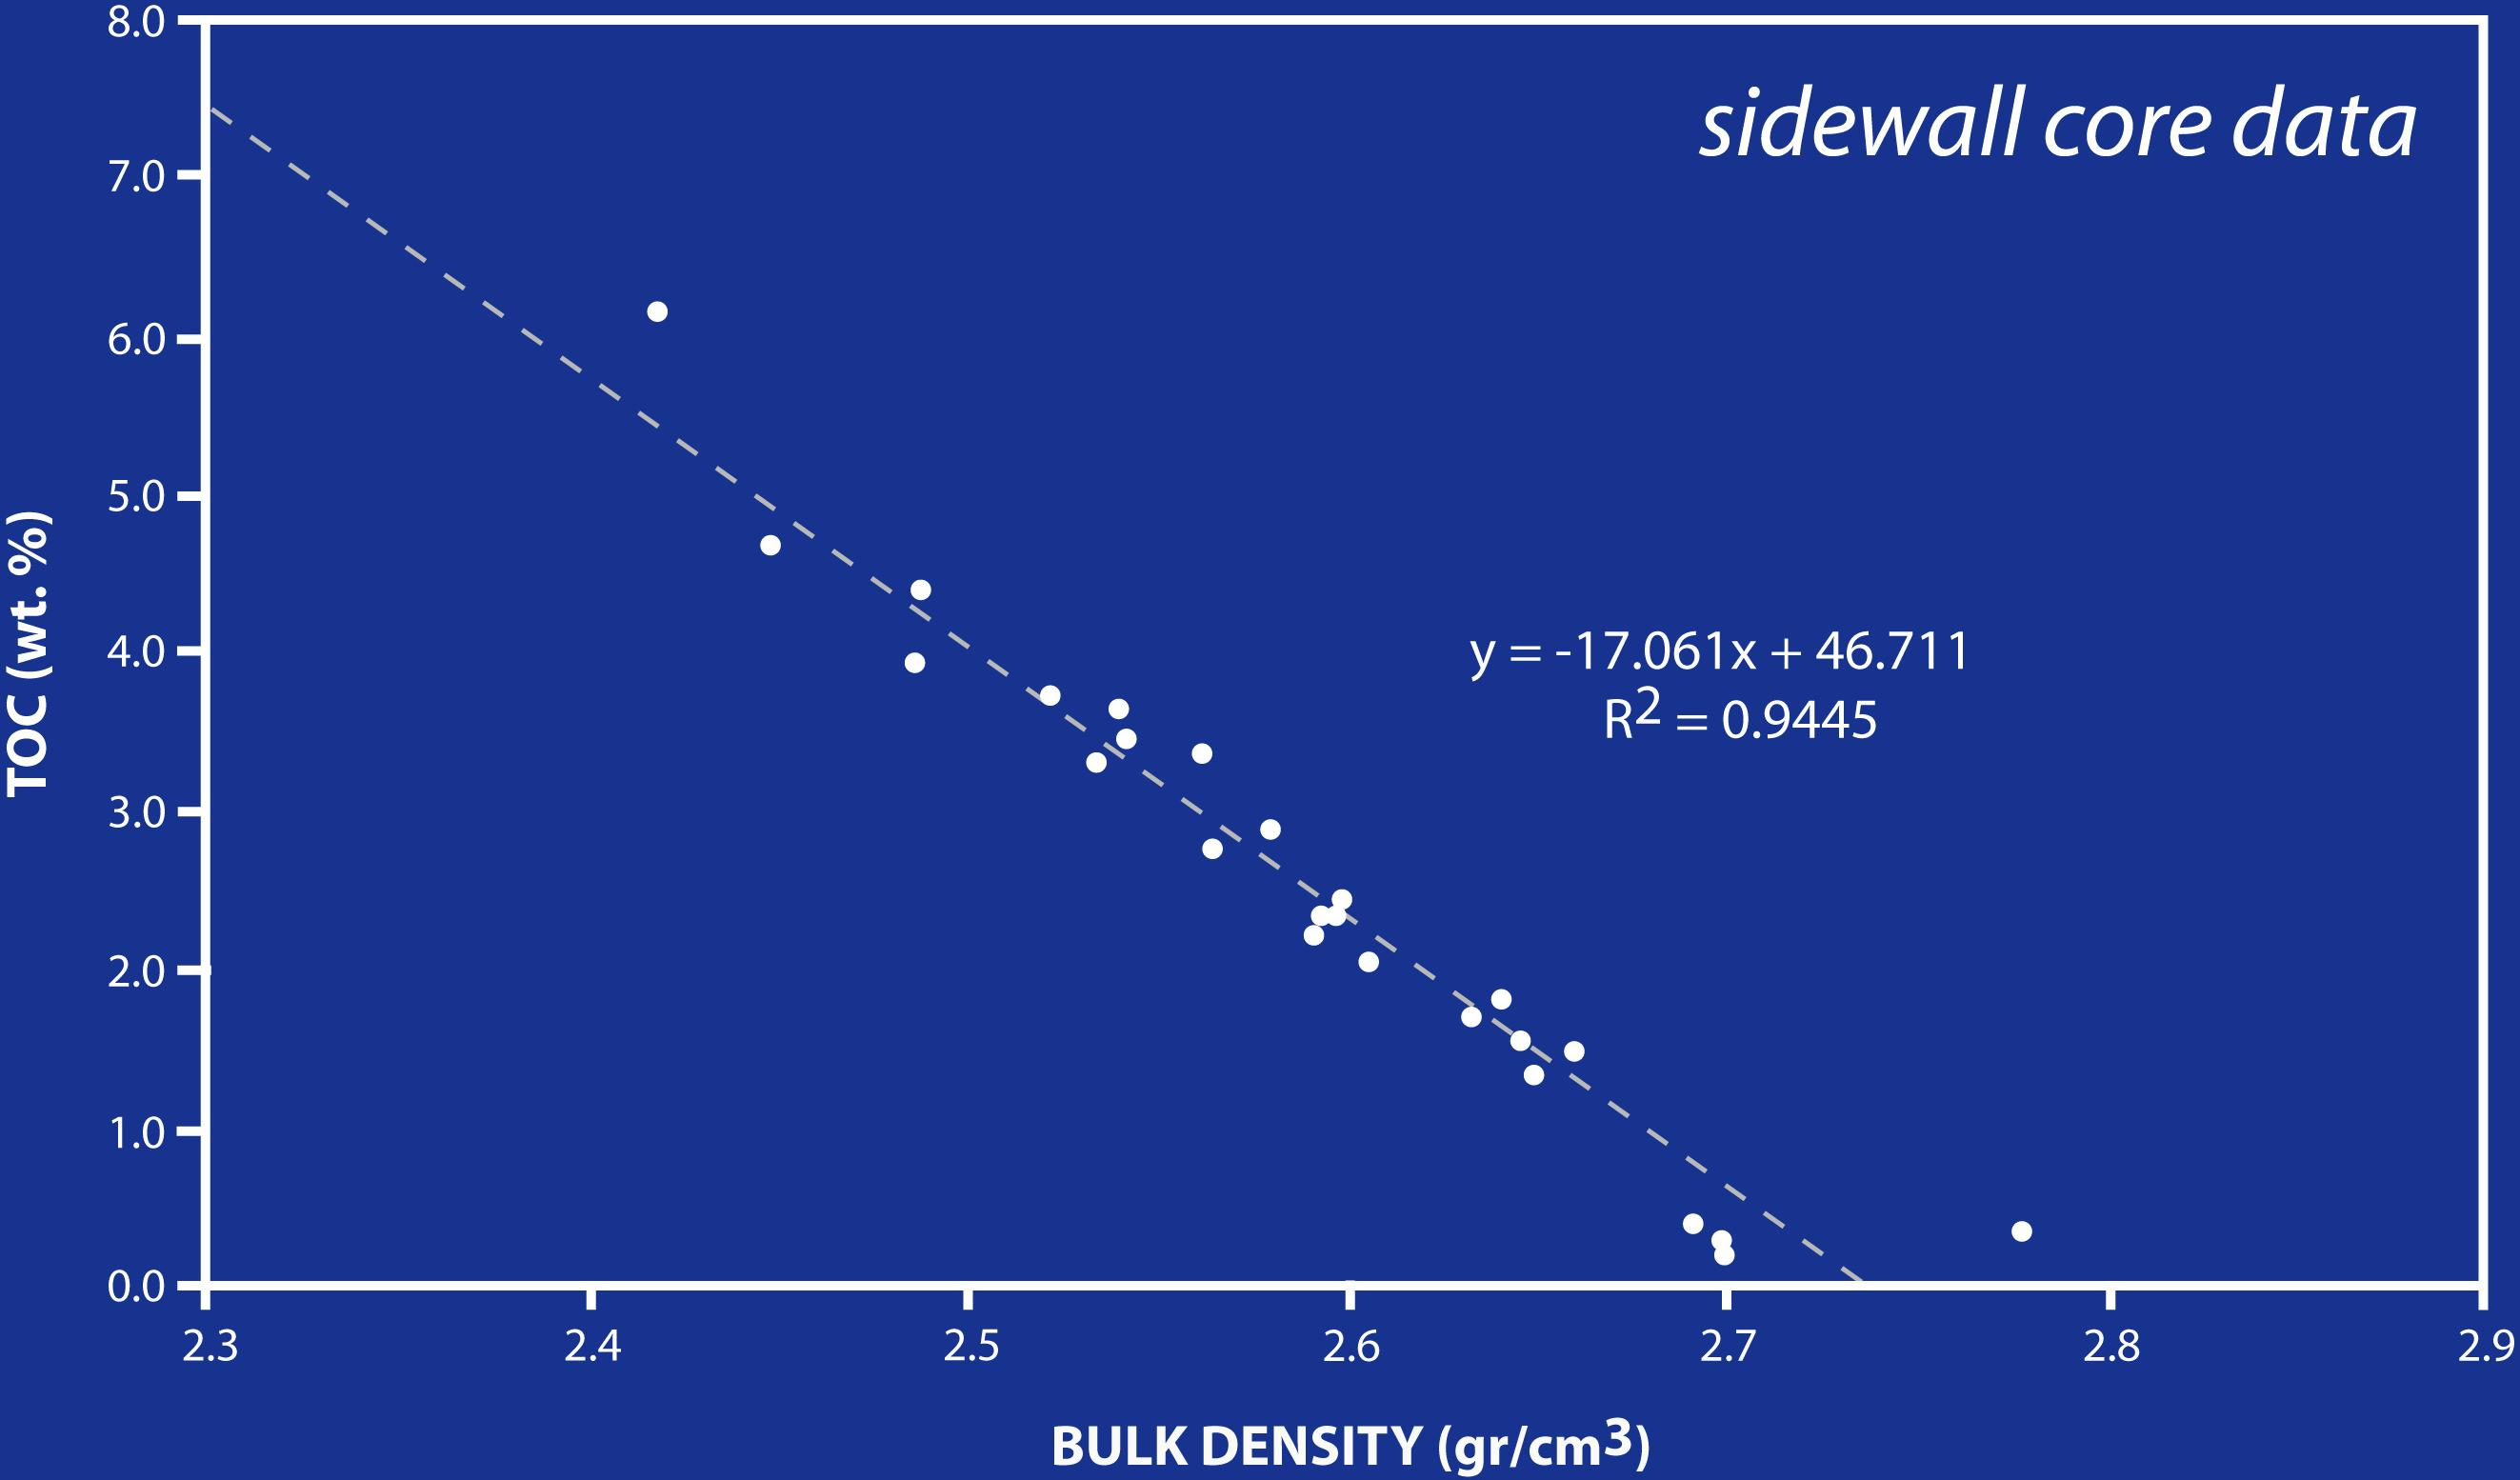 8.0
sidewall core data
7.0
6.0
5.0
4.0
3.0
2.0
1.0
0.0
TOC (wt. %)
y = -17.061x + 46.711
R² = 0.9445
2.3 2.4 2.5 2.6 2.7 2.8 2.9
BULK DENSITY (gr/cm³)